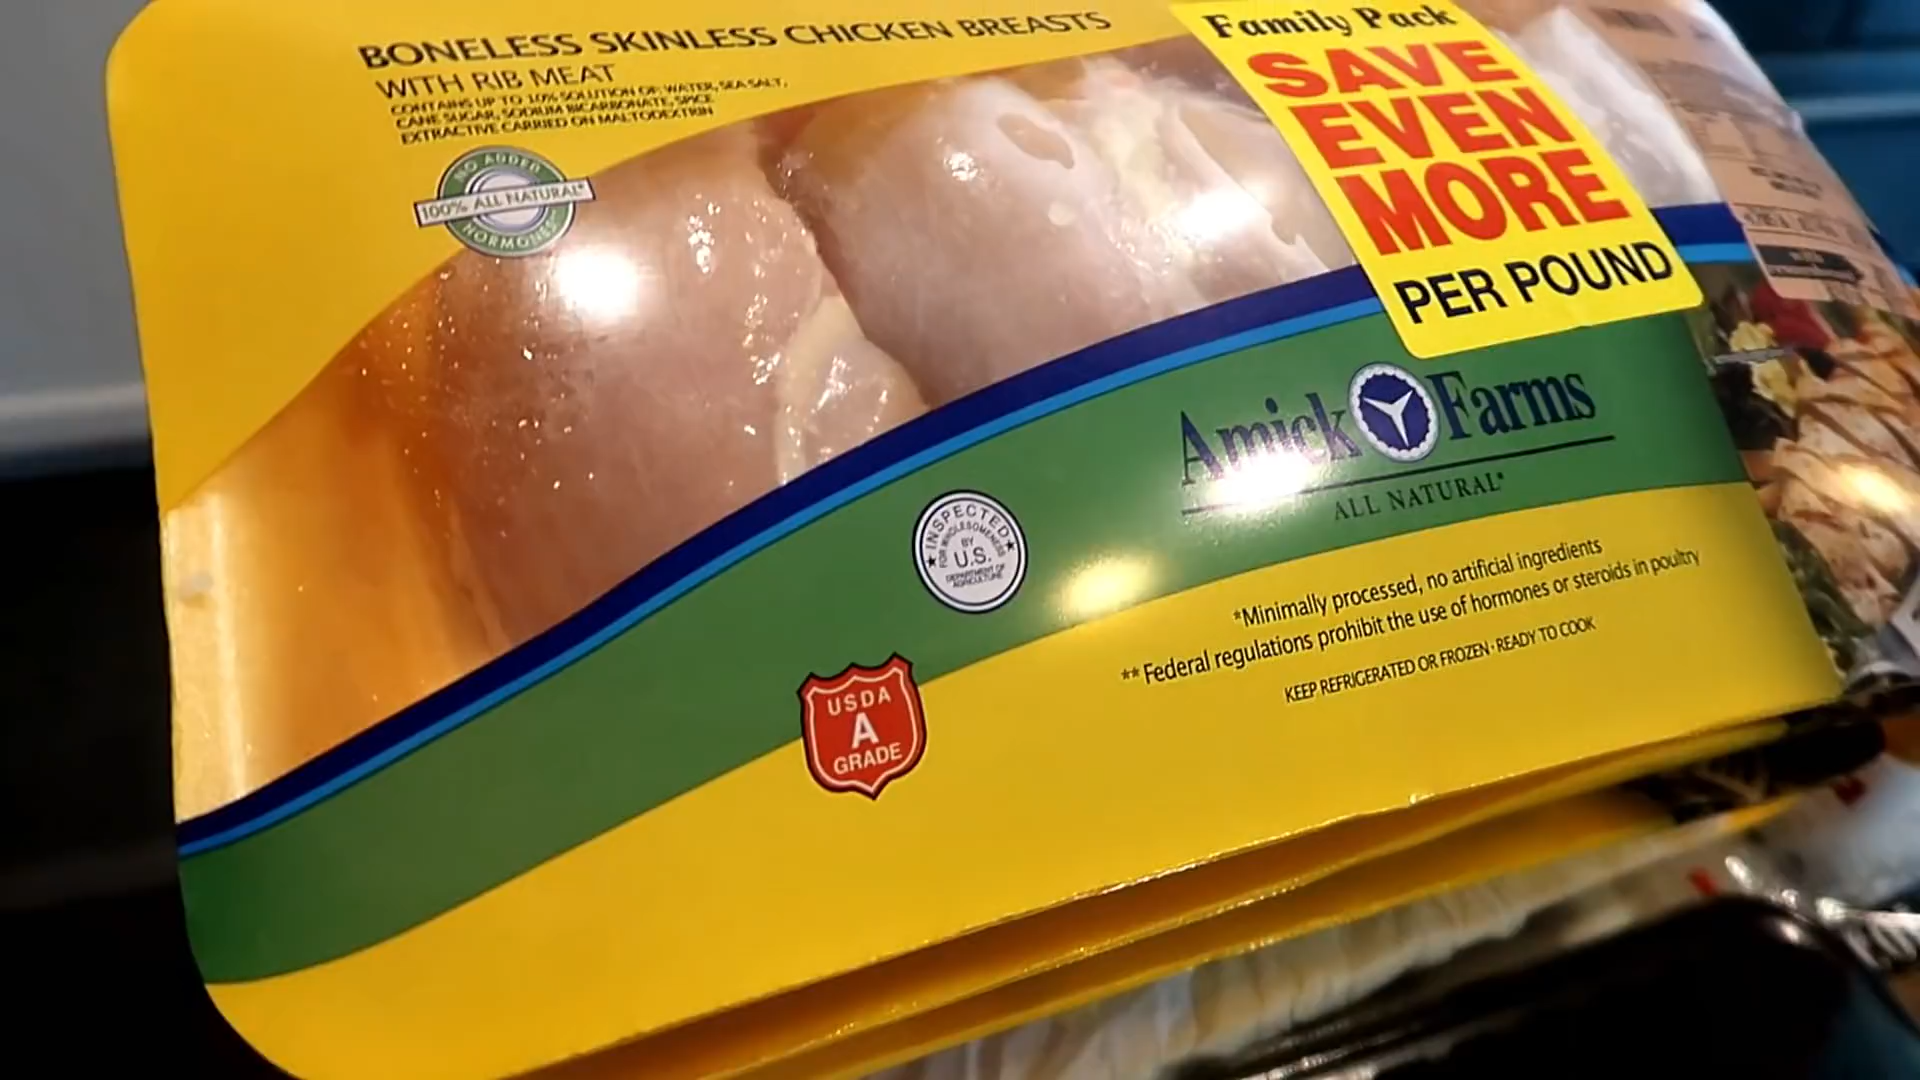 BONELESS SKINLESS CHICKEN BREASTS
WITH RIB MEAT
CONTAINS UP TO 10% SOLUTION OF: WATER, SEA SALT,
CANE SUGAR, SODIUM BICARBONATE, SPICE
EXTRACTIVE CARRIED ON MALTODEXTRIN
NO ADDED
100% ALL NATURAL*
HORMONES
Family Pack
SAVE
EVEN
MORE
PER POUND
Amick Farms
ALL NATURAL*
INSPECTED
FOR WHOLESOMENESS
BY
U.S.
DEPARTMENT OF
AGRICULTURE
*Minimally processed, no artificial ingredients
** Federal regulations prohibit the use of hormones or steroids in poultry
KEEP REFRIGERATED OR FROZEN · READY TO COOK
USDA
A
GRADE